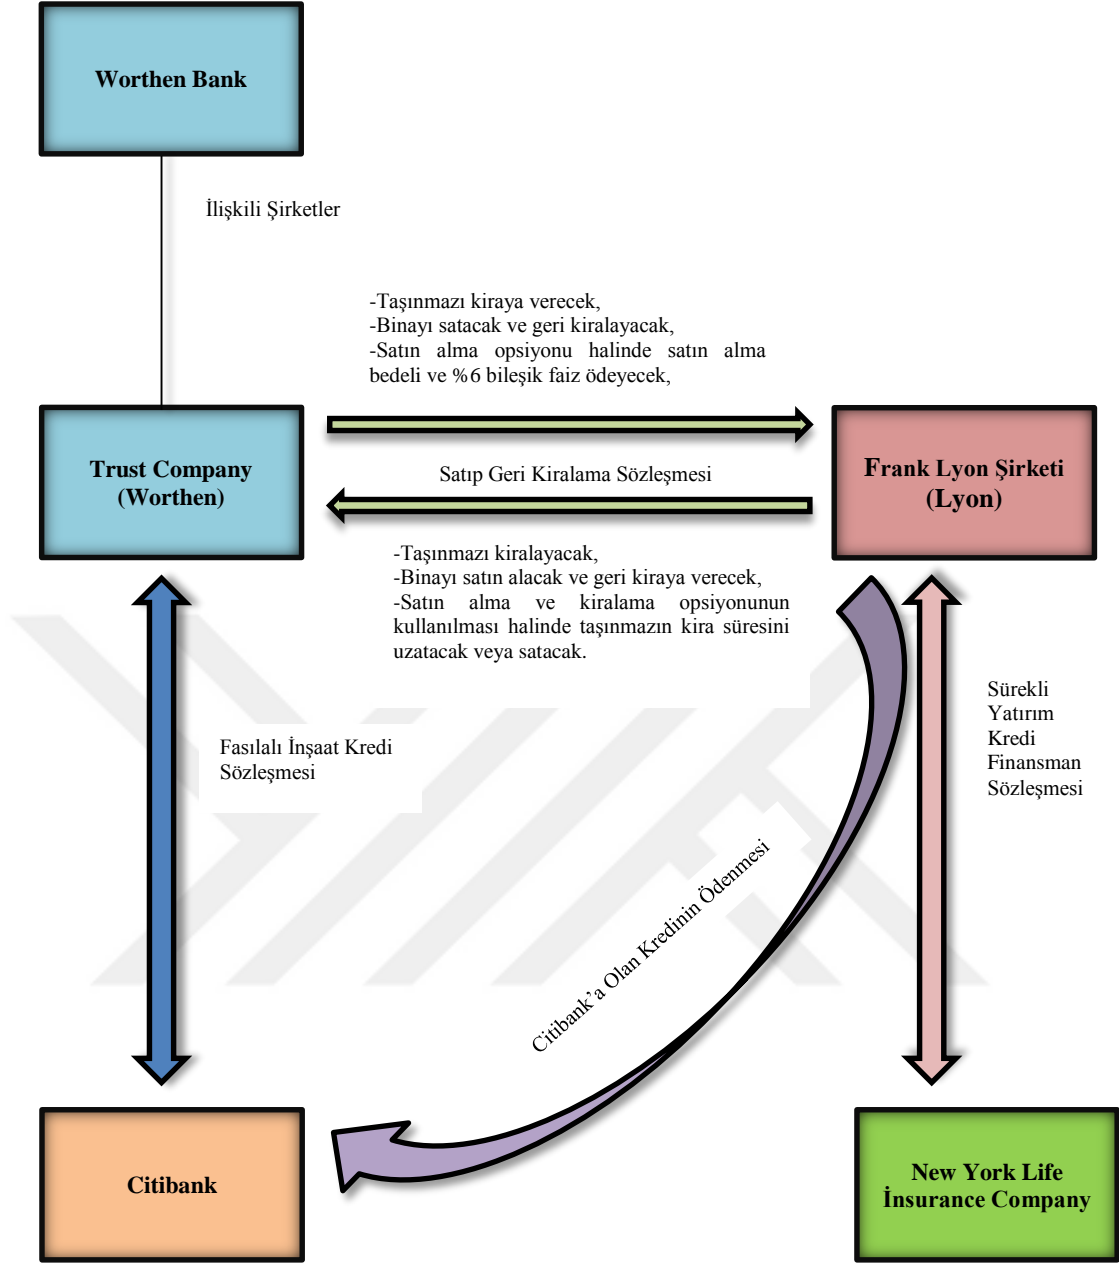 Worthen Bank
İlişkili Şirketler
-Taşınmazı kiraya verecek,
-Binayı satacak ve geri kiralayacak,
-Satın alma opsiyonu halinde satın alma
bedeli ve %6 bileşik faiz ödeyecek,
Trust Company
(Worthen)
Satıp Geri Kiralama Sözleşmesi
Frank Lyon Şirketi
(Lyon)
-Taşınmazı kiralayacak,
-Binayı satın alacak ve geri kiraya verecek,
-Satın alma ve kiralama opsiyonunun
kullanılması halinde taşınmazın kira süresini
uzatacak veya satacak.
Fasılalı İnşaat Kredi
Sözleşmesi
Sürekli
Yatırım
Kredi
Finansman
Sözleşmesi
Citibank’a Olan Kredinin Ödenmesi
Citibank
New York Life
İnsurance Company